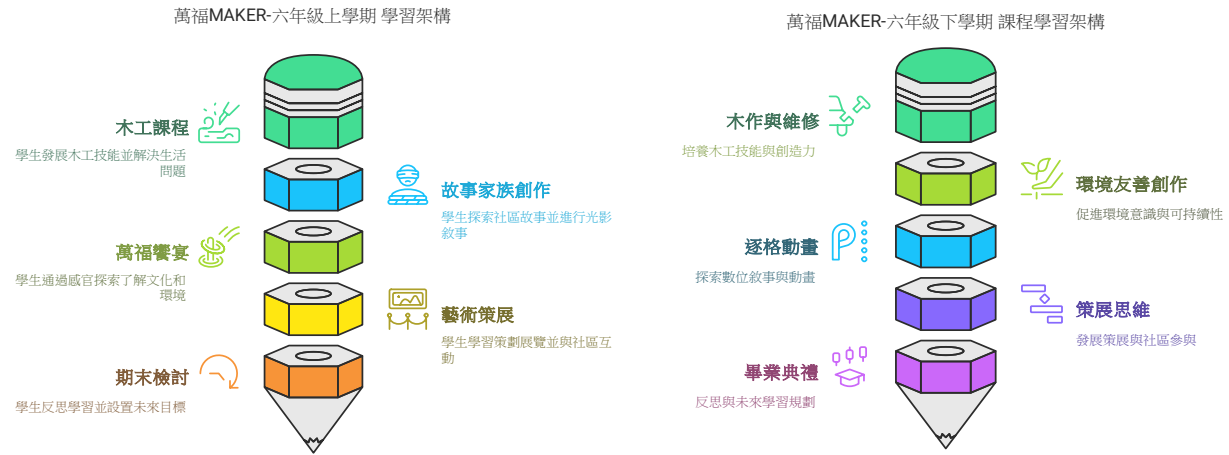 萬福MAKER-六年級上學期 學習架構
木工課程
學生發展木工技能並解決生活
問題
故事家族創作
學生探索社區故事並進行光影
敘事
萬福饗宴
學生通過感官探索了解文化和
環境
藝術策展
學生學習策劃展覽並與社區互
動
期末檢討
學生反思學習並設置未來目標
萬福MAKER-六年級下學期 課程學習架構
木作與維修
培養木工技能與創造力
環境友善創作
促進環境意識與可持續性
逐格動畫
探索數位敘事與動畫
策展思維
發展策展與社區參與
畢業典禮
反思與未來學習規劃